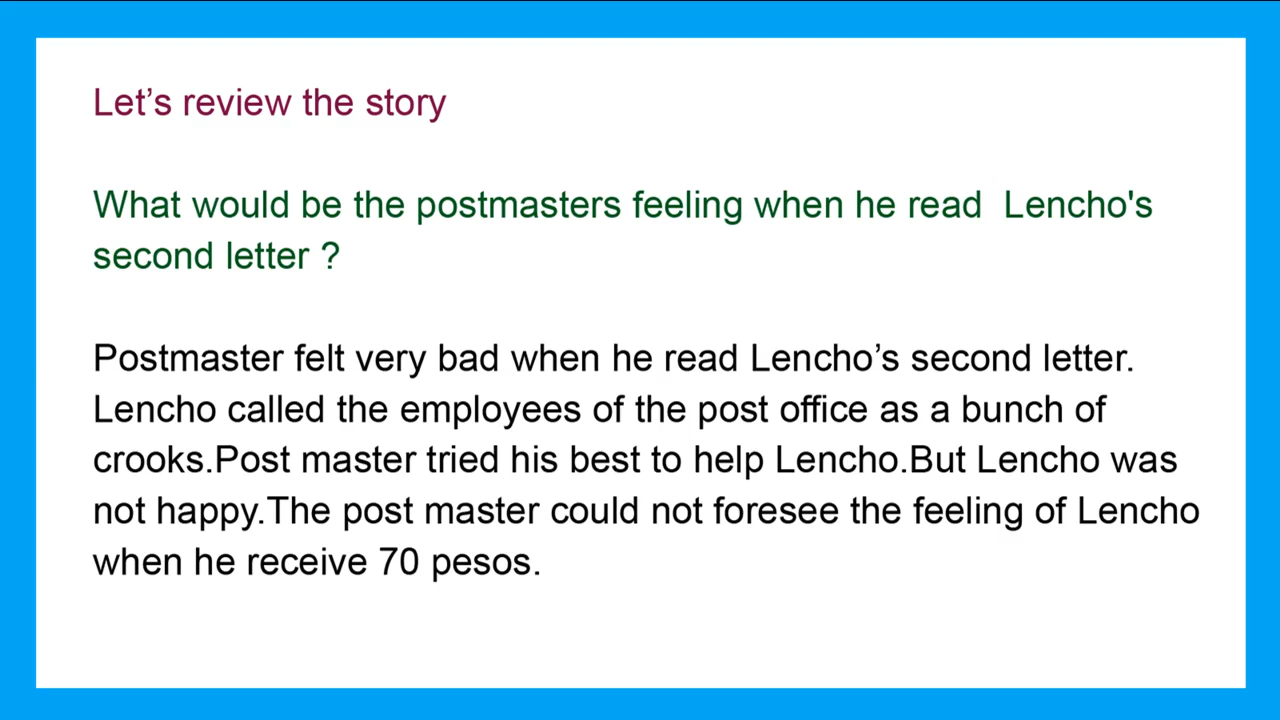 Let’s review the story
What would be the postmasters feeling when he read  Lencho's
second letter ?
Postmaster felt very bad when he read Lencho’s second letter.
Lencho called the employees of the post office as a bunch of
crooks.Post master tried his best to help Lencho.But Lencho was
not happy.The post master could not foresee the feeling of Lencho
when he receive 70 pesos.